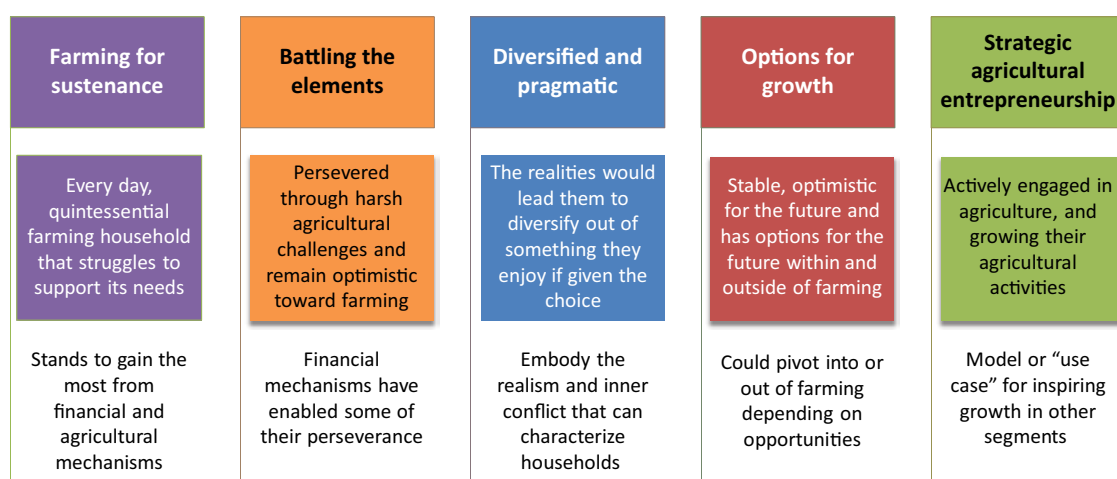 Farming for
sustenance
Every day,
quintessential
farming household
that struggles to
support its needs
Stands to gain the
most from
financial and
agricultural
mechanisms
Battling the
elements
Persevered
through harsh
agricultural
challenges and
remain optimistic
toward farming
Financial
mechanisms have
enabled some of
their perseverance
Diversified and
pragmatic
The realities would
lead them to
diversify out of
something they
enjoy if given the
choice
Embody the
realism and inner
conflict that can
characterize
households
Options for
growth
Stable, optimistic
for the future and
has options for the
future within and
outside of farming
Could pivot into or
out of farming
depending on
opportunities
Strategic
agricultural
entrepreneurship
Actively engaged in
agriculture, and
growing their
agricultural
activities
Model or “use
case” for inspiring
growth in other
segments